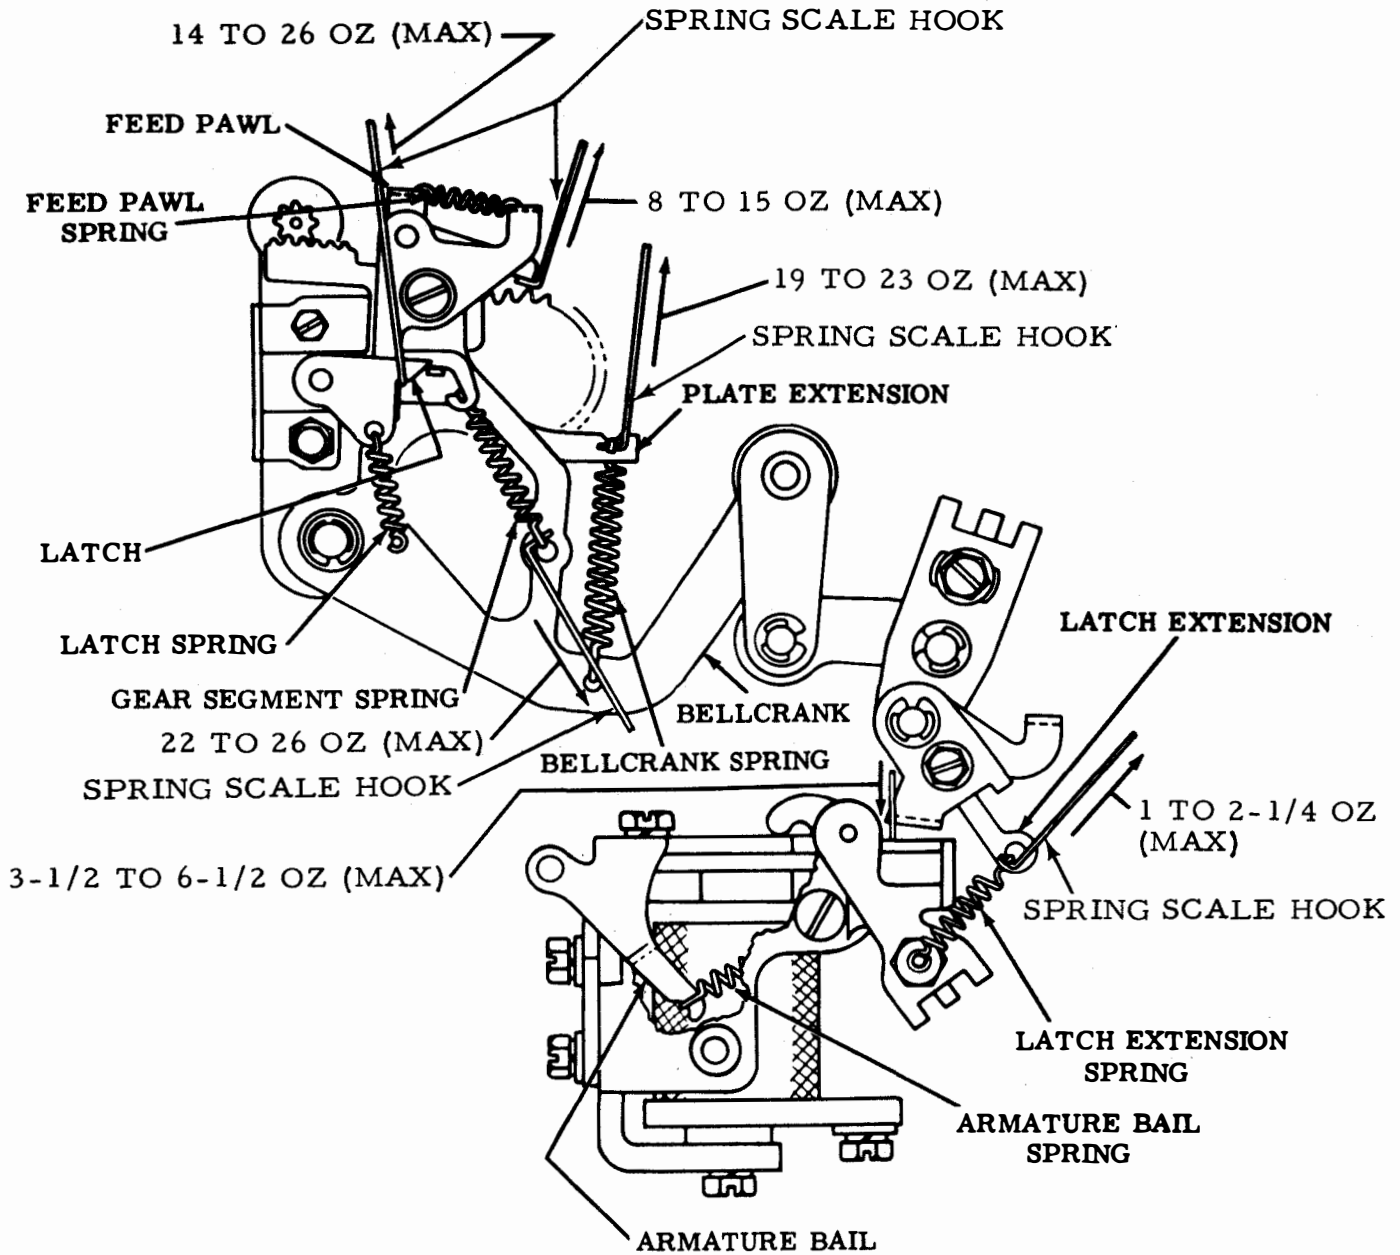 SPRING SCALE HOOK
14 TO 26 OZ (MAX)
FEED PAWL
FEED PAWL
SPRING
8 TO 15 OZ (MAX)
19 TO 23 OZ (MAX)
SPRING SCALE HOOK
PLATE EXTENSION
LATCH
LATCH SPRING
LATCH EXTENSION
GEAR SEGMENT SPRING
BELLCRANK
22 TO 26 OZ (MAX)
BELLCRANK SPRING
SPRING SCALE HOOK
1 TO 2-1/4 OZ
(MAX)
3-1/2 TO 6-1/2 OZ (MAX)
SPRING SCALE HOOK
LATCH EXTENSION
SPRING
ARMATURE BAIL
SPRING
ARMATURE BAIL